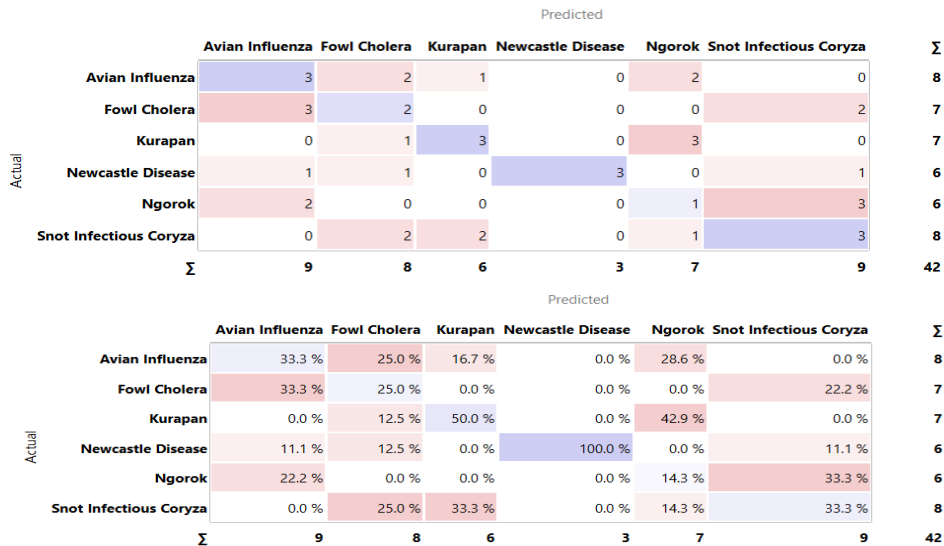 Predicted
Avian Influenza Fowl Cholera Kurapan Newcastle Disease Ngorok Snot Infectious Coryza Σ
Avian Influenza 3 2 1 0 2 0 8
Fowl Cholera 3 2 0 0 0 2 7
Kurapan 0 1 3 0 3 0 7
Actual
Newcastle Disease 1 1 0 3 0 1 6
Ngorok 2 0 0 0 1 3 6
Snot Infectious Coryza 0 2 2 0 1 3 8
Σ 9 8 6 3 7 9 42
Predicted
Avian Influenza Fowl Cholera Kurapan Newcastle Disease Ngorok Snot Infectious Coryza Σ
Avian Influenza 33.3 % 25.0 % 16.7 % 0.0 % 28.6 % 0.0 % 8
Fowl Cholera 33.3 % 25.0 % 0.0 % 0.0 % 0.0 % 22.2 % 7
Kurapan 0.0 % 12.5 % 50.0 % 0.0 % 42.9 % 0.0 % 7
Actual
Newcastle Disease 11.1 % 12.5 % 0.0 % 100.0 % 0.0 % 11.1 % 6
Ngorok 22.2 % 0.0 % 0.0 % 0.0 % 14.3 % 33.3 % 6
Snot Infectious Coryza 0.0 % 25.0 % 33.3 % 0.0 % 14.3 % 33.3 % 8
Σ 9 8 6 3 7 9 42